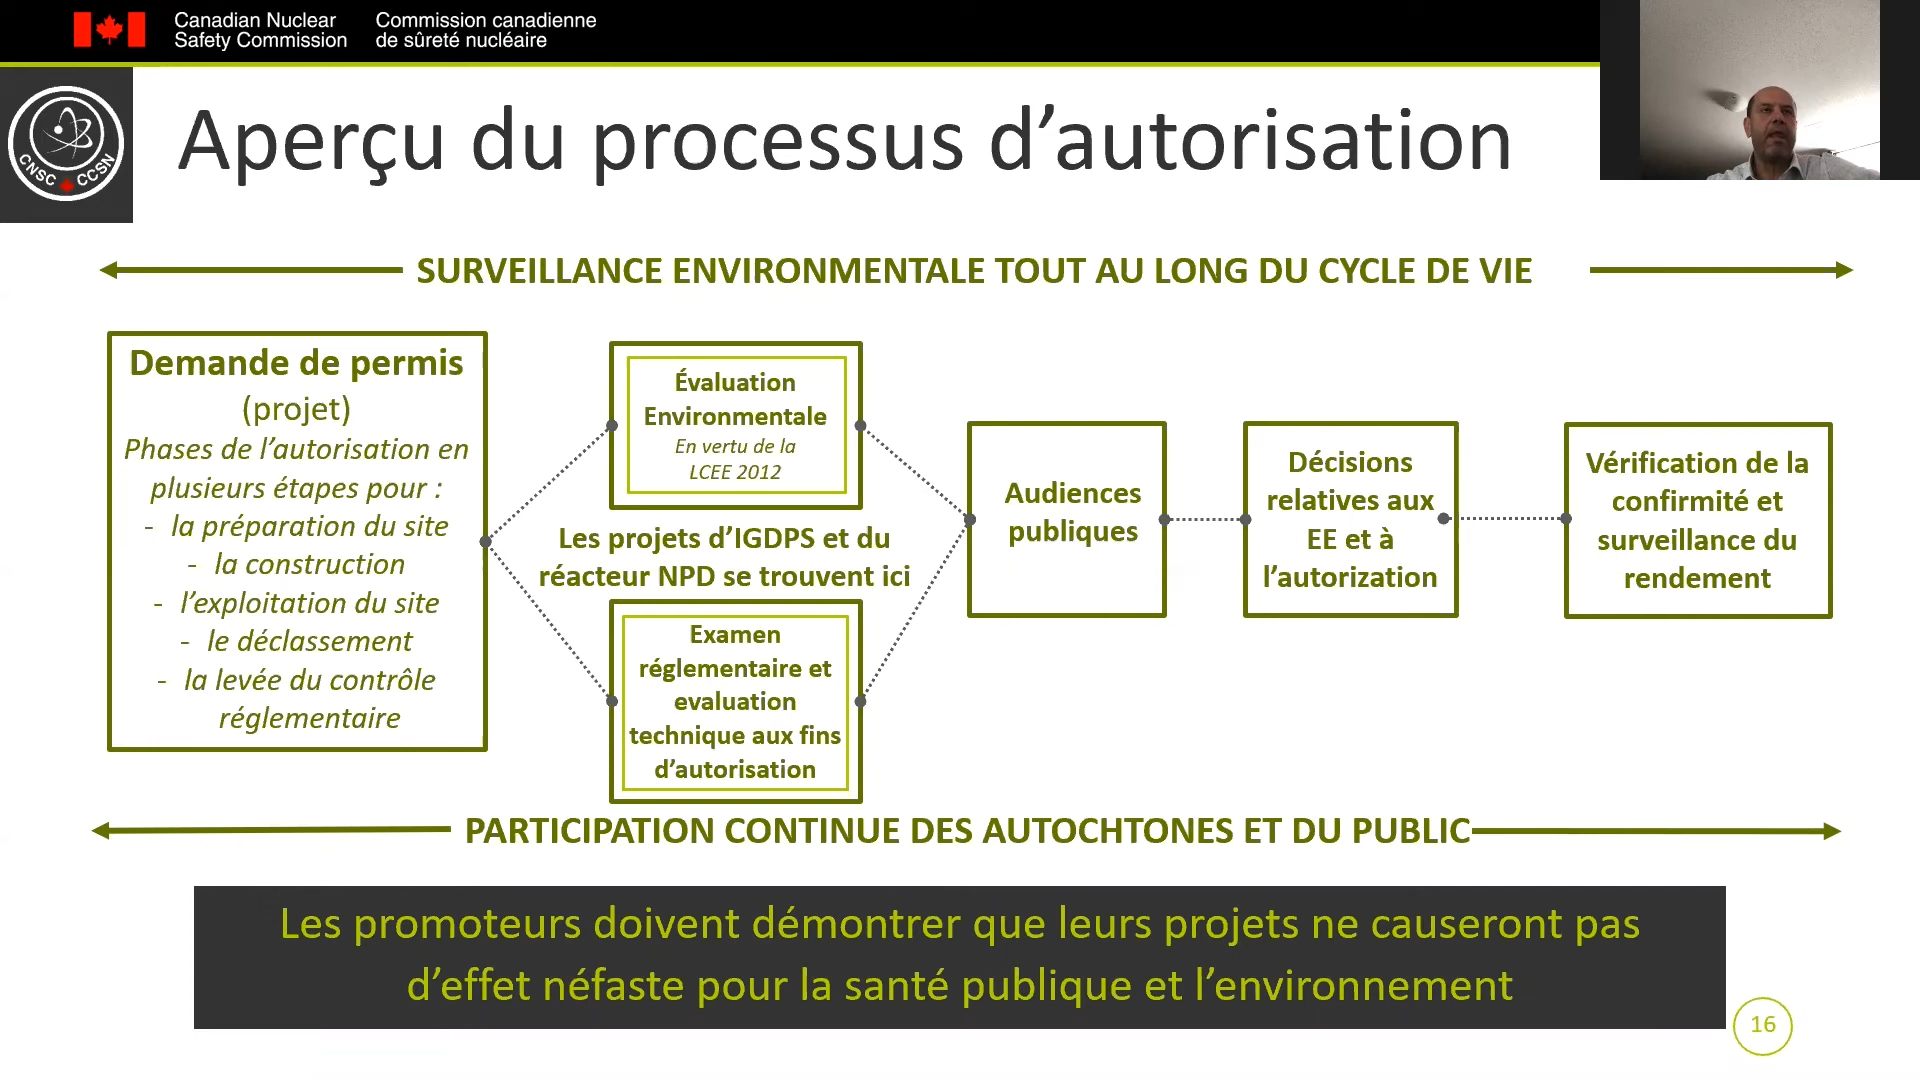 Canadian Nuclear
Safety Commission
Commission canadienne
de sûreté nucléaire
CNSC CCSN
Aperçu du processus d’autorisation
SURVEILLANCE ENVIRONMENTALE TOUT AU LONG DU CYCLE DE VIE
Demande de permis
(projet)
Phases de l’autorisation en
plusieurs étapes pour :
- la préparation du site
- la construction
- l’exploitation du site
- le déclassement
- la levée du contrôle
réglementaire
Évaluation
Environmentale
En vertu de la
LCEE 2012
Les projets d’IGDPS et du
réacteur NPD se trouvent ici
Examen
réglementaire et
evaluation
technique aux fins
d’autorisation
Audiences
publiques
Décisions
relatives aux
EE et à
l’autorization
Vérification de la
confirmité et
surveillance du
rendement
PARTICIPATION CONTINUE DES AUTOCHTONES ET DU PUBLIC
Les promoteurs doivent démontrer que leurs projets ne causeront pas
d’effet néfaste pour la santé publique et l’environnement
16